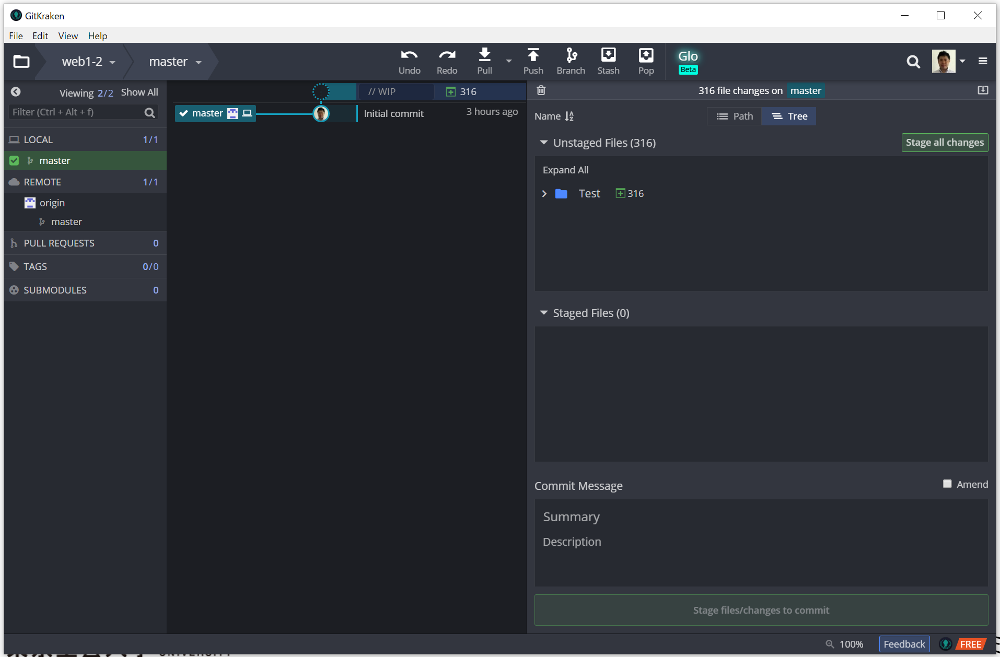 GitKraken
File Edit View Help
web1-2 master Undo Redo Pull Push Branch Stash Pop Glo Beta
Viewing 2/2 Show All
Filter (Ctrl + Alt + f)
LOCAL 1/1
master
REMOTE 1/1
origin
master
PULL REQUESTS 0
TAGS 0/0
SUBMODULES 0
// WIP 316
master Initial commit 3 hours ago
316 file changes on master
Name Path Tree
Unstaged Files (316) Stage all changes
Expand All
Test 316
Staged Files (0)
Commit Message Amend
Summary
Description
Stage files/changes to commit
100% Feedback FREE
UNIVERSITY